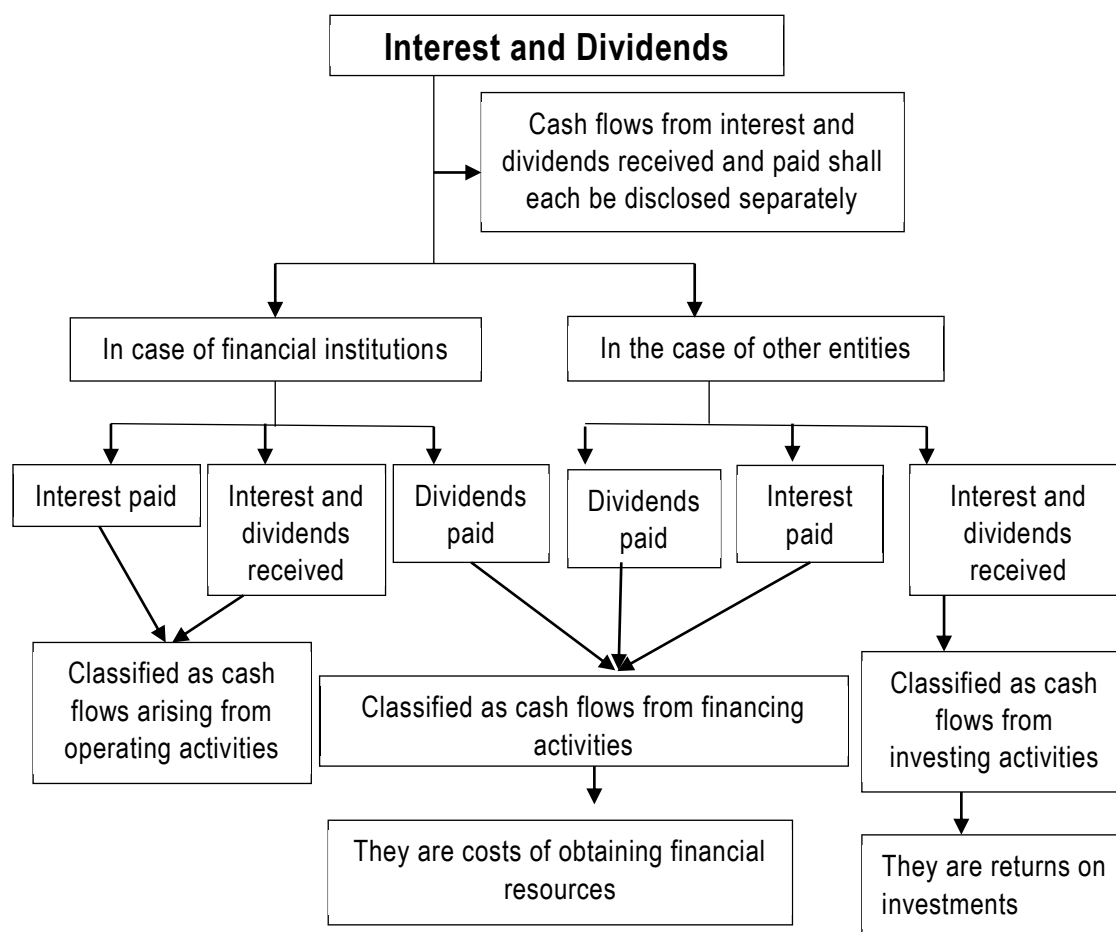 Interest and Dividends
Cash flows from interest and
dividends received and paid shall
each be disclosed separately
In case of financial institutions
In the case of other entities
Interest paid
Interest and
dividends
received
Dividends
paid
Dividends
paid
Interest
paid
Interest and
dividends
received
Classified as cash
flows arising from
operating activities
Classified as cash flows from financing
activities
Classified as cash
flows from
investing activities
They are costs of obtaining financial
resources
They are returns on
investments